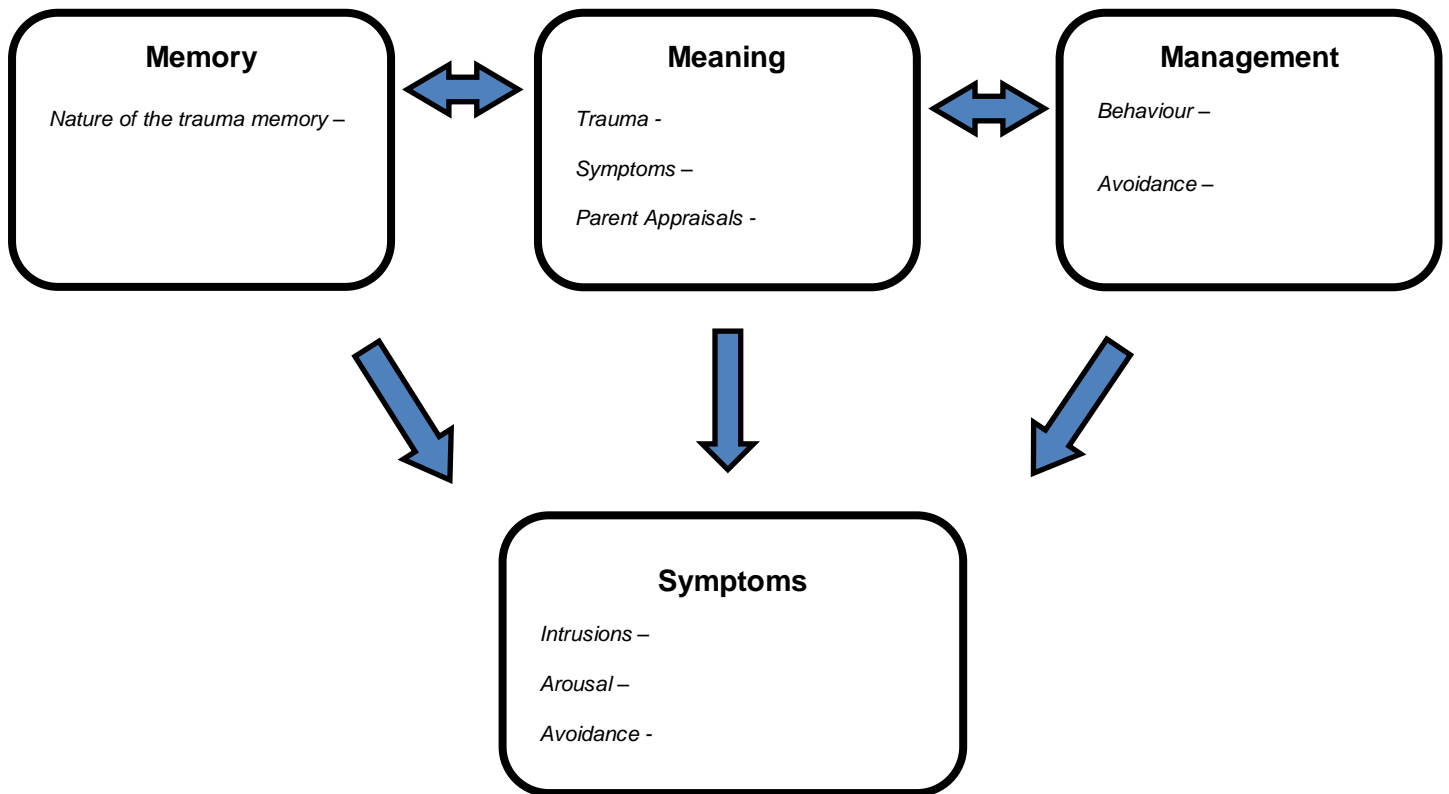 Memory
Nature of the trauma memory –
Meaning
Trauma -
Symptoms –
Parent Appraisals -
Management
Behaviour –
Avoidance –
Symptoms
Intrusions –
Arousal –
Avoidance -